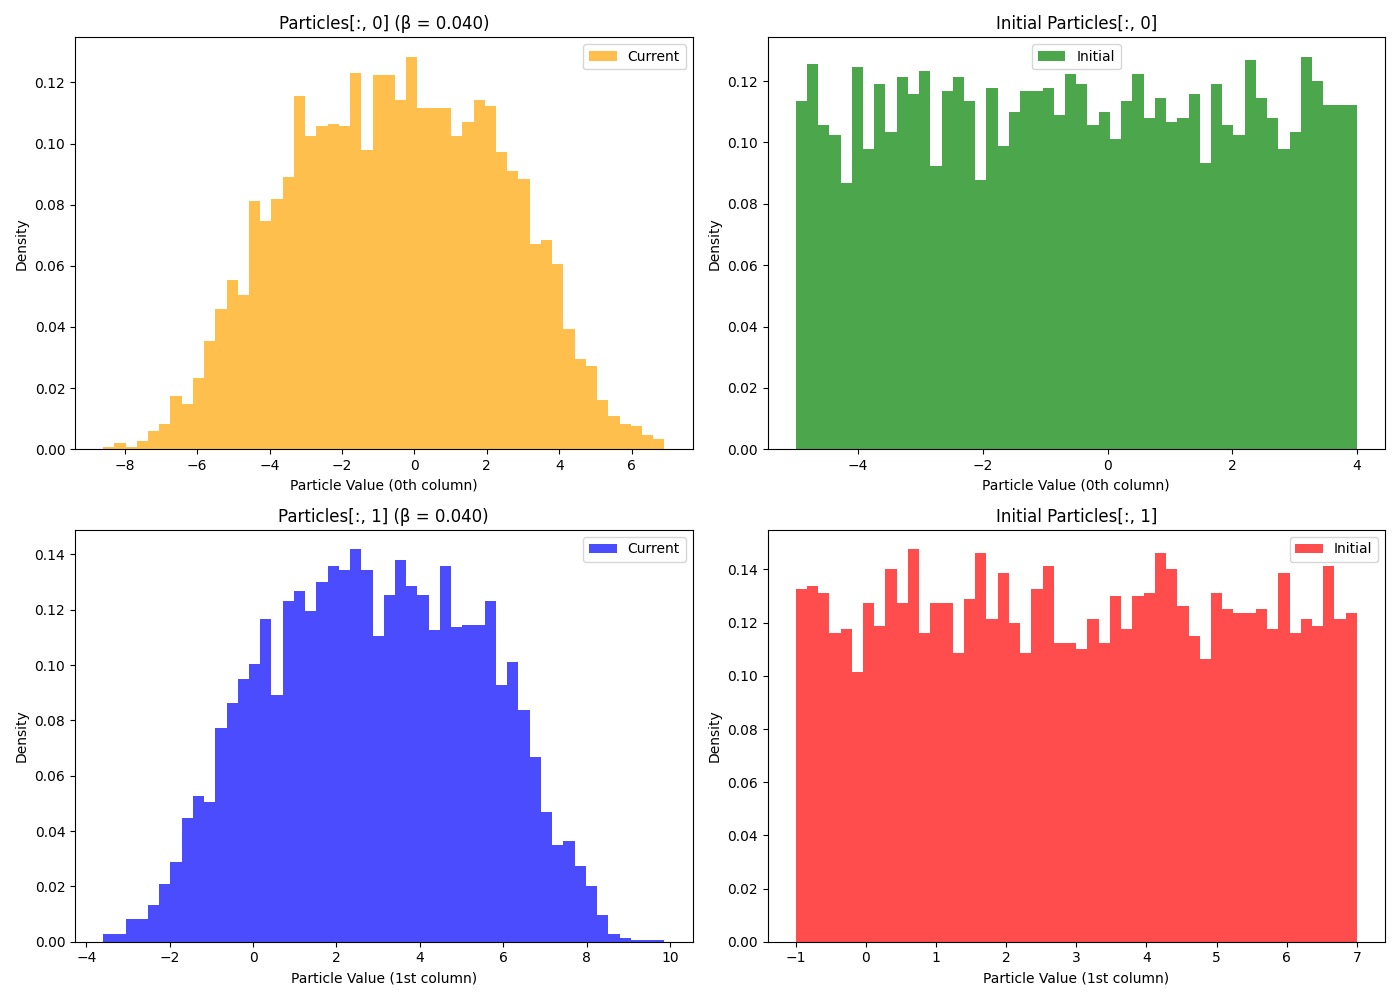 Particles[:, 0] (β = 0.040)
Current
Density
0.12
0.10
0.08
0.06
0.04
0.02
0.00
−8 −6 −4 −2 0 2 4 6
Particle Value (0th column)
Initial Particles[:, 0]
Initial
Density
0.12
0.10
0.08
0.06
0.04
0.02
0.00
−4 −2 0 2 4
Particle Value (0th column)
Particles[:, 1] (β = 0.040)
Current
Density
0.14
0.12
0.10
0.08
0.06
0.04
0.02
0.00
−4 −2 0 2 4 6 8 10
Particle Value (1st column)
Initial Particles[:, 1]
Initial
Density
0.14
0.12
0.10
0.08
0.06
0.04
0.02
0.00
−1 0 1 2 3 4 5 6 7
Particle Value (1st column)